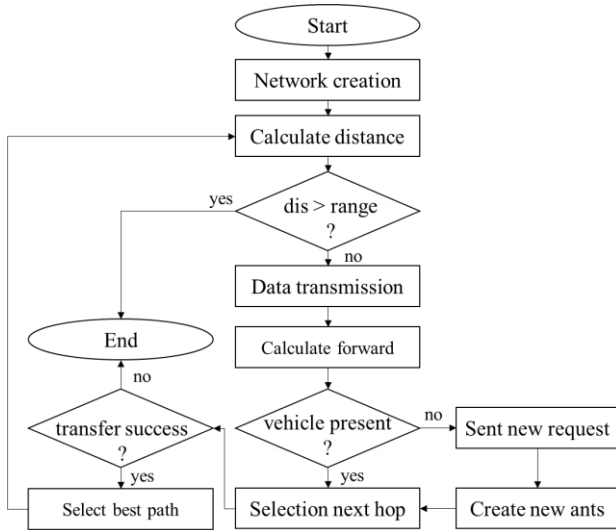 Start
Network creation
Calculate distance
yes
dis > range
?
no
Data transmission
End
Calculate forward
no
transfer success
?
vehicle present
?
no
Sent new request
yes
yes
Select best path
Selection next hop
Create new ants